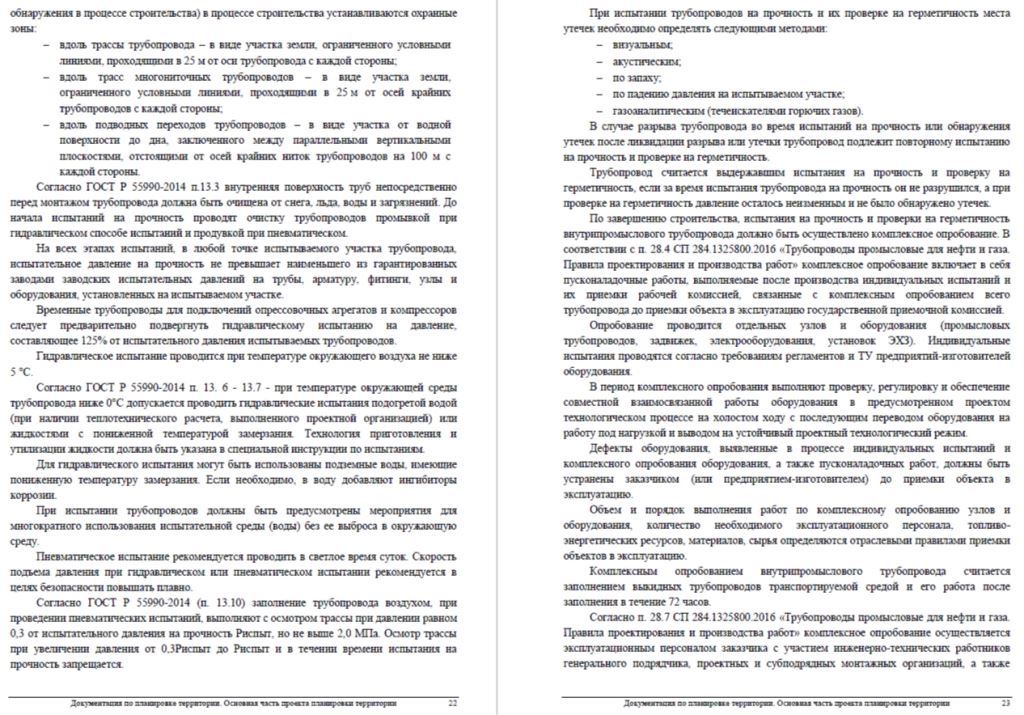 обнаружения в процессе строительства) в процессе строительства устанавливаются охранные
зоны:
– вдоль трассы трубопровода – в виде участка земли, ограниченного условными
линиями, проходящими в 25 м от оси трубопровода с каждой стороны;
– вдоль трасс многониточных трубопроводов – в виде участка земли,
ограниченного условными линиями, проходящими в 25 м от осей крайних
трубопроводов с каждой стороны;
– вдоль подводных переходов трубопроводов – в виде участка от водной
поверхности до дна, заключенного между параллельными вертикальными
плоскостями, отстоящими от осей крайних ниток трубопроводов на 100 м с
каждой стороны.
Согласно ГОСТ Р 55990-2014 п.13.3 внутренняя поверхность труб непосредственно
перед монтажом трубопровода должна быть очищена от снега, льда, воды и загрязнений. До
начала испытаний на прочность проводят очистку трубопроводов промывкой при
гидравлическом способе испытаний и продувкой при пневматическом.
На всех этапах испытаний, в любой точке испытываемого участка трубопровода,
испытательное давление на прочность не превышает наименьшего из гарантированных
заводами заводских испытательных давлений на трубы, арматуру, фитинги, узлы и
оборудования, установленных на испытываемом участке.
Временные трубопроводы для подключений опрессовочных агрегатов и компрессоров
следует предварительно подвергнуть гидравлическому испытанию на давление,
составляющее 125% от испытательного давления испытываемых трубопроводов.
Гидравлическое испытание проводится при температуре окружающего воздуха не ниже
5 °С.
Согласно ГОСТ Р 55990-2014 п. 13. 6 - 13.7 - при температуре окружающей среды
трубопровода ниже 0°С допускается проводить гидравлические испытания подогретой водой
(при наличии теплотехнического расчета, выполненного проектной организацией) или
жидкостями с пониженной температурой замерзания. Технология приготовления и
утилизации жидкости должна быть указана в специальной инструкции по испытаниям.
Для гидравлического испытания могут быть использованы подземные воды, имеющие
пониженную температуру замерзания. Если необходимо, в воду добавляют ингибиторы
коррозии.
При испытании трубопроводов должны быть предусмотрены мероприятия для
многократного использования испытательной среды (воды) без ее выброса в окружающую
среду.
Пневматическое испытание рекомендуется проводить в светлое время суток. Скорость
подъема давления при гидравлическом или пневматическом испытании рекомендуется в
целях безопасности повышать плавно.
Согласно ГОСТ Р 55990-2014 (п. 13.10) заполнение трубопровода воздухом, при
проведении пневматических испытаний, выполняют с осмотром трассы при давлении равном
0,3 от испытательного давления на прочность Риспыт, но не выше 2,0 МПа. Осмотр трассы
при увеличении давления от 0,3Риспыт до Риспыт и в течении времени испытания на
прочность запрещается.
Документация по планировке территории. Основная часть проекта планировки территории 22
При испытании трубопроводов на прочность и их проверке на герметичность места
утечек необходимо определять следующими методами:
– визуальным;
– акустическим;
– по запаху;
– по падению давления на испытываемом участке;
– газоаналитическим (течеискателями горючих газов).
В случае разрыва трубопровода во время испытаний на прочность или обнаружения
утечек после ликвидации разрыва или утечки трубопровод подлежит повторному испытанию
на прочность и проверке на герметичность.
Трубопровод считается выдержавшим испытания на прочность и проверку на
герметичность, если за время испытания трубопровода на прочность он не разрушился, а при
проверке на герметичность давление осталось неизменным и не было обнаружено утечек.
По завершению строительства, испытания на прочность и проверки на герметичность
внутрипромыслового трубопровода должно быть осуществлено комплексное опробование. В
соответствии с п. 28.4 СП 284.1325800.2016 «Трубопроводы промысловые для нефти и газа.
Правила проектирования и производства работ» комплексное опробование включает в себя
пусконаладочные работы, выполняемые после производства индивидуальных испытаний и
их приемки рабочей комиссией, связанные с комплексным опробованием всего
трубопровода до приемки объекта в эксплуатацию государственной приемочной комиссией.
Опробование проводится отдельных узлов и оборудования (промысловых
трубопроводов, задвижек, электрооборудования, установок ЭХЗ). Индивидуальные
испытания проводятся согласно требованиям регламентов и ТУ предприятий-изготовителей
оборудования.
В период комплексного опробования выполняют проверку, регулировку и обеспечение
совместной взаимосвязанной работы оборудования в предусмотренном проектом
технологическом процессе на холостом ходу с последующим переводом оборудования на
работу под нагрузкой и выводом на устойчивый проектный технологический режим.
Дефекты оборудования, выявленные в процессе индивидуальных испытаний и
комплексного опробования оборудования, а также пусконаладочных работ, должны быть
устранены заказчиком (или предприятием-изготовителем) до приемки объекта в
эксплуатацию.
Объем и порядок выполнения работ по комплексному опробованию узлов и
оборудования, количество необходимого эксплуатационного персонала, топливо-
энергетических ресурсов, материалов, сырья определяются отраслевыми правилами приемки
объектов в эксплуатацию.
Комплексным опробованием внутрипромыслового трубопровода считается
заполнением выкидных трубопроводов транспортируемой средой и его работа после
заполнения в течение 72 часов.
Согласно п. 28.7 СП 284.1325800.2016 «Трубопроводы промысловые для нефти и газа.
Правила проектирования и производства работ» комплексное опробование осуществляется
эксплуатационным персоналом заказчика с участием инженерно-технических работников
генерального подрядчика, проектных и субподрядных монтажных организаций, а также
Документация по планировке территории. Основная часть проекта планировки территории 23